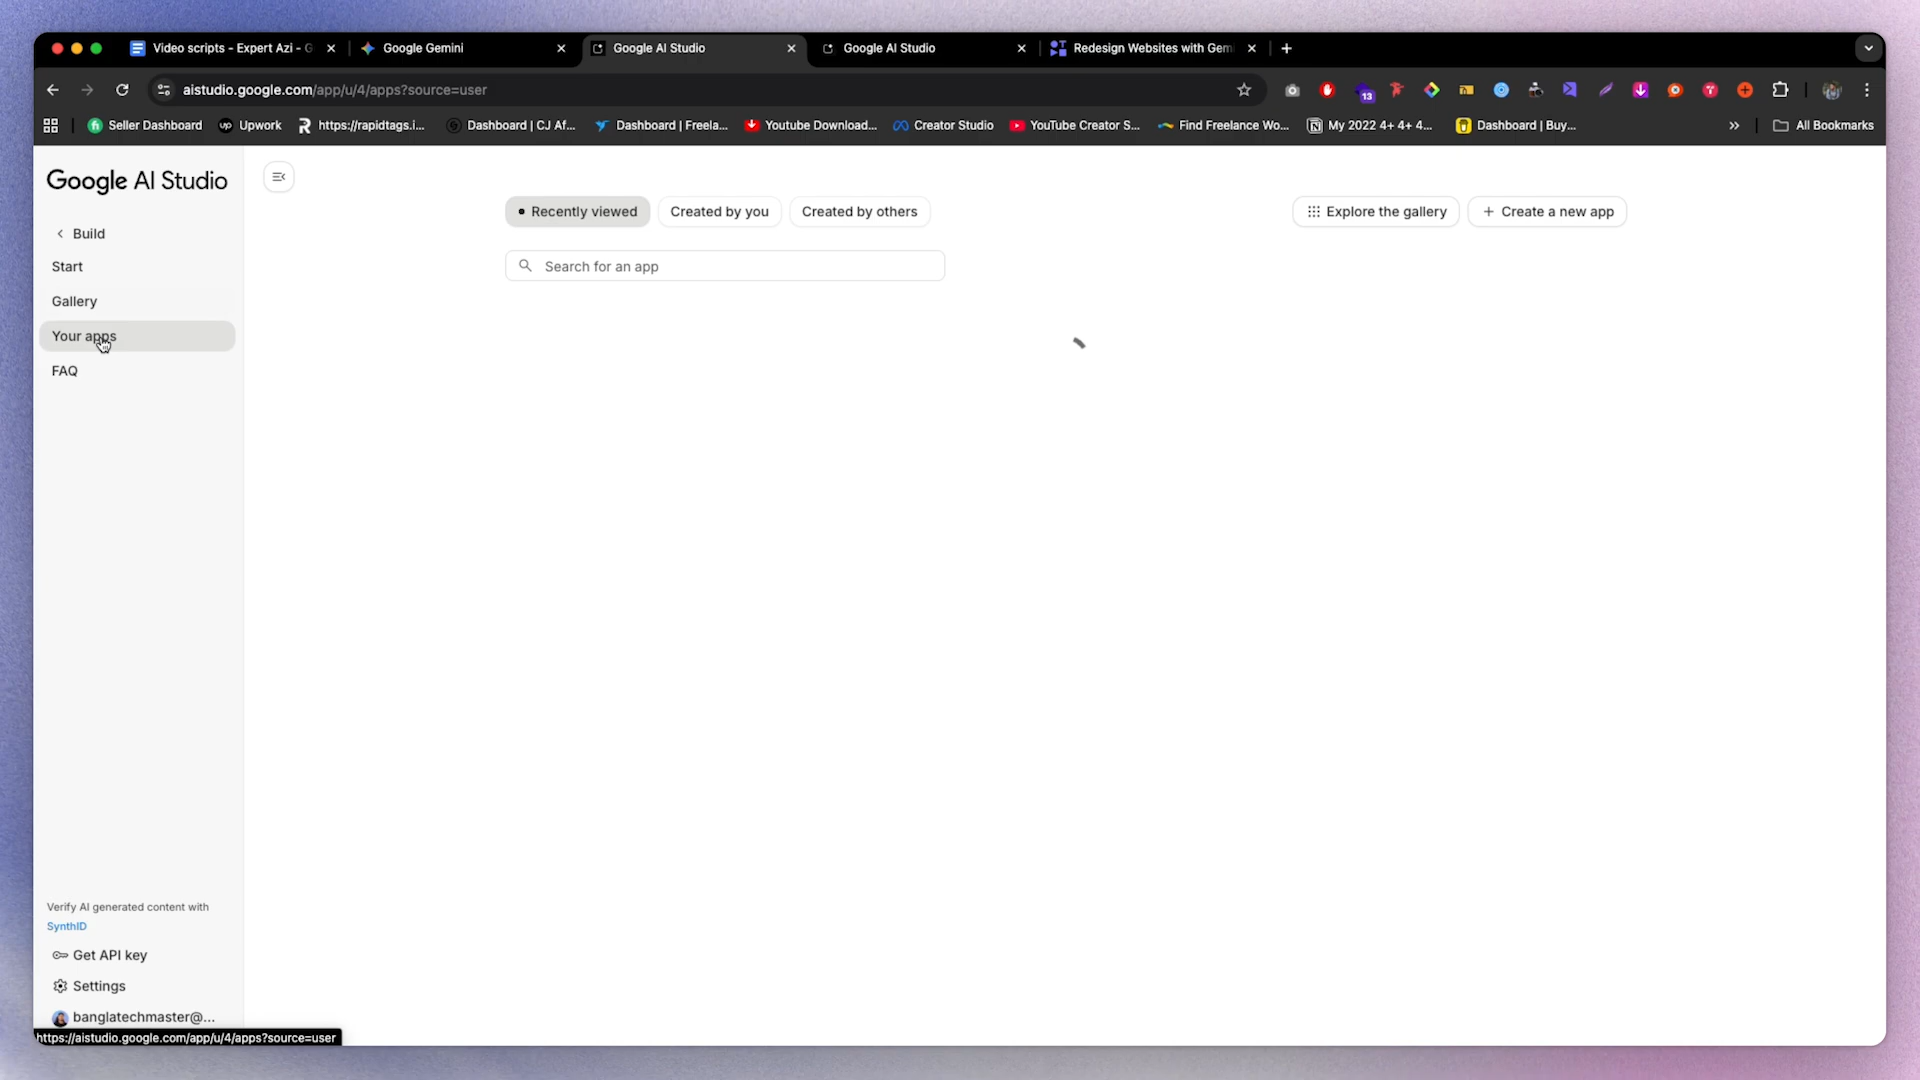 Video scripts - Expert Azi - G
Google Gemini
Google AI Studio
Google AI Studio
Redesign Websites with Gem
aistudio.google.com/app/u/4/apps?source=user
13
Seller Dashboard
Upwork
https://rapidtags.i...
Dashboard | CJ Af...
Dashboard | Freela...
Youtube Download...
Creator Studio
YouTube Creator S...
Find Freelance Wo...
My 2022 4+ 4+ 4...
Dashboard | Buy...
All Bookmarks
Google AI Studio
Build
Start
Gallery
Your apps
FAQ
Recently viewed
Created by you
Created by others
Explore the gallery
Create a new app
Search for an app
Verify AI generated content with
SynthID
Get API key
Settings
banglatechmaster@...
https://aistudio.google.com/app/u/4/apps?source=user